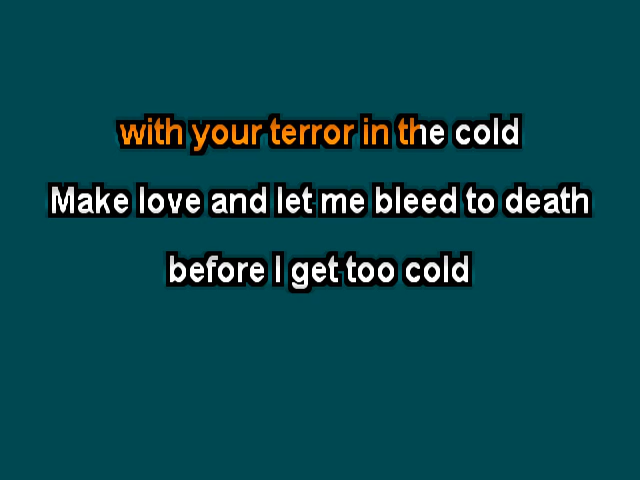 with your terror in the cold
Make love and let me bleed to death
before I get too cold